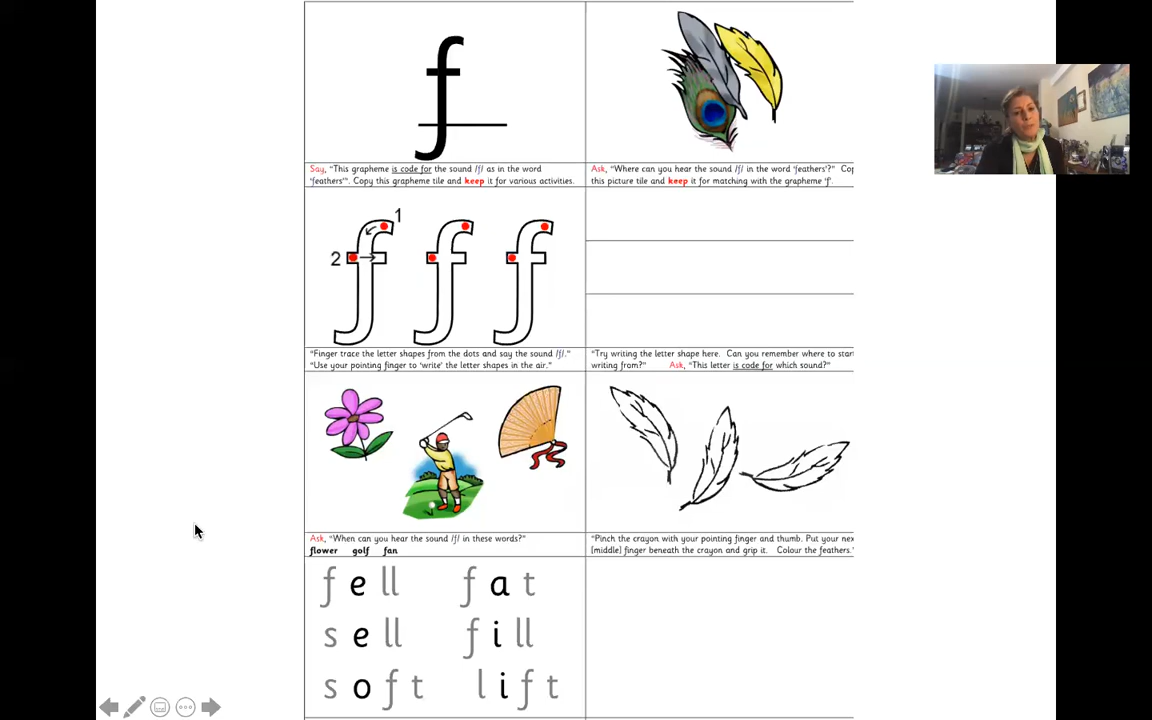 f
Say, "This grapheme is code for the sound /f/ as in the word
'feathers'". Copy this grapheme tile and keep it for various activities.
Ask, "Where can you hear the sound /f/ in the word 'feathers'?" Cop
this picture tile and keep it for matching with the grapheme 'f'.
1
2
f f f
"Finger trace the letter shapes from the dots and say the sound /f/."
"Use your pointing finger to 'write' the letter shapes in the air."
"Try writing the letter shape here. Can you remember where to star
writing from?" Ask, "This letter is code for which sound?"
Ask, "When can you hear the sound /f/ in these words?"
flower golf fan
"Pinch the crayon with your pointing finger and thumb. Put your nex
(middle) finger beneath the crayon and grip it. Colour the feathers."
f e ll f a t
s e ll f i ll
s o f t l i f t